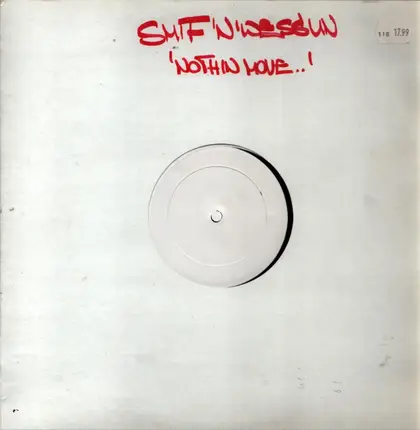 SMIF 'N' WESSUN
'NOTHIN MOVE..'
118 17.99